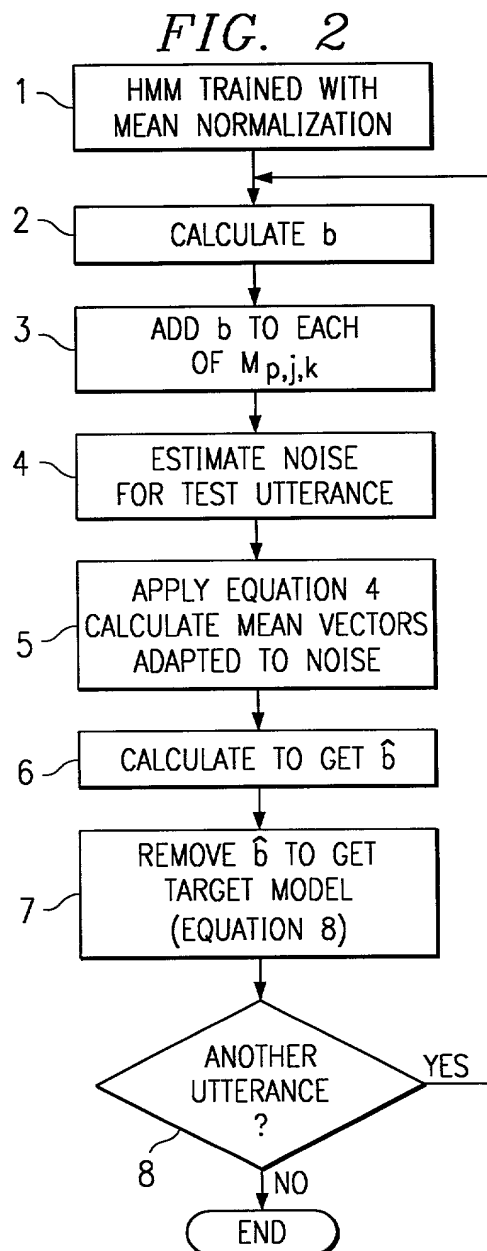 FIG. 2
1
HMM TRAINED WITH
MEAN NORMALIZATION
2
CALCULATE b
3
ADD b TO EACH
OF Mp,j,k
4
ESTIMATE NOISE
FOR TEST UTTERANCE
5
APPLY EQUATION 4
CALCULATE MEAN VECTORS
ADAPTED TO NOISE
6
CALCULATE TO GET b̂
7
REMOVE b̂ TO GET
TARGET MODEL
(EQUATION 8)
8
ANOTHER
UTTERANCE
?
YES
NO
END